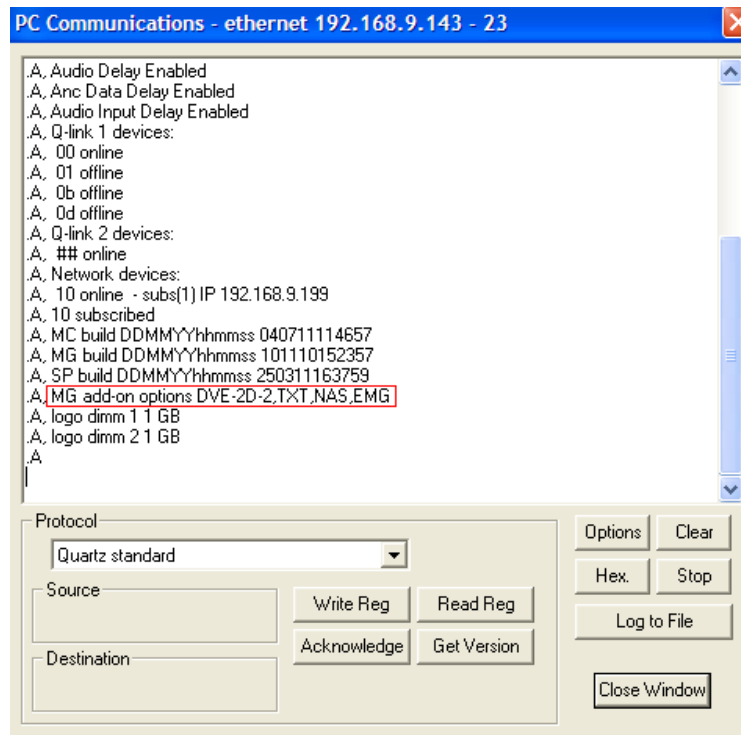 PC Communications - ethernet 192.168.9.143 - 23
.A, Audio Delay Enabled
.A, Anc Data Delay Enabled
.A, Audio Input Delay Enabled
.A, Q-link 1 devices:
.A,  00 online
.A,  01 offline
.A,  0b offline
.A,  0d offline
.A, Q-link 2 devices:
.A,  ## online
.A, Network devices:
.A,  10 online  - subs(1) IP 192.168.9.199
.A, 10 subscribed
.A, MC build DDMMYYhhmmss 040711114657
.A, MG build DDMMYYhhmmss 101110152357
.A, SP build DDMMYYhhmmss 250311163759
.A, MG add-on options DVE-2D-2,TXT,NAS,EMG
.A, logo dimm 1 1 GB
.A, logo dimm 2 1 GB
.A
Protocol
Quartz standard
Source
Destination
Write Reg
Read Reg
Acknowledge
Get Version
Options
Clear
Hex.
Stop
Log to File
Close Window